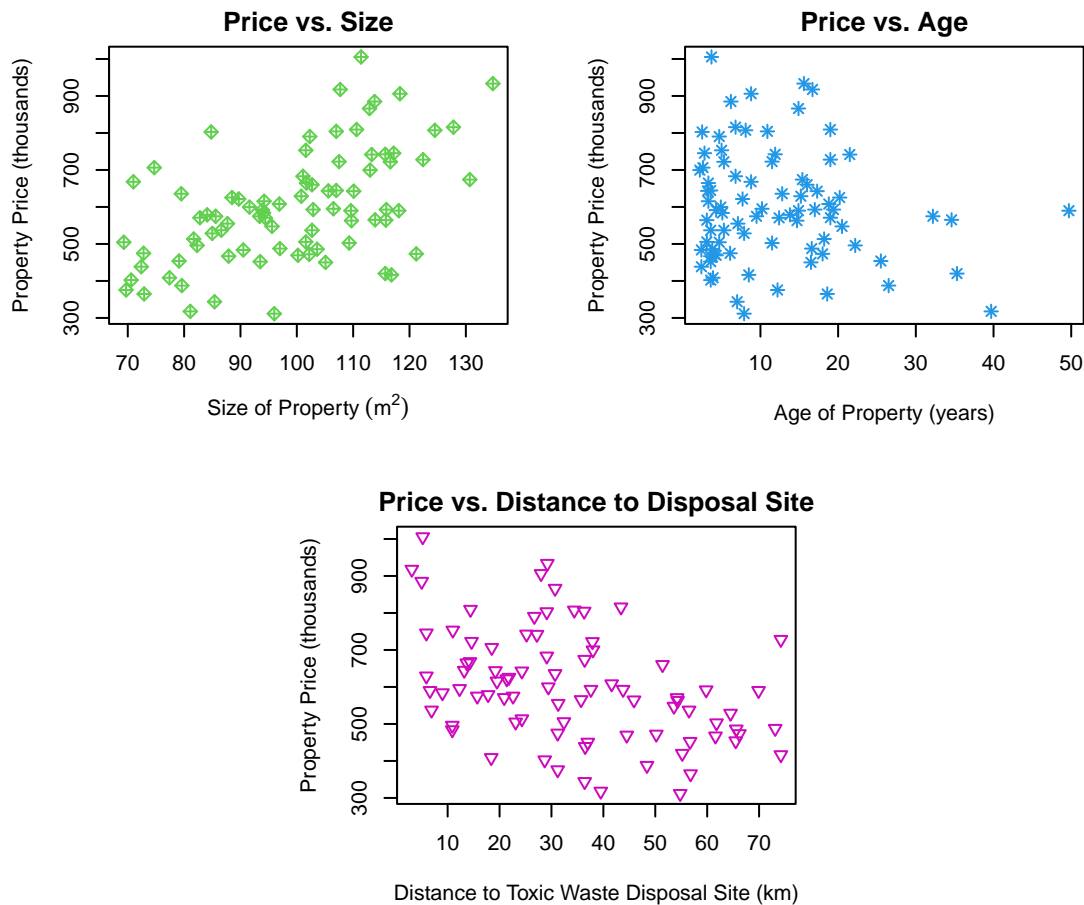 Price vs. Size
Property Price (thousands)
300 500 700 900
70 80 90 100 110 120 130
Size of Property (m²)
Price vs. Age
Property Price (thousands)
300 500 700 900
10 20 30 40 50
Age of Property (years)
Price vs. Distance to Disposal Site
Property Price (thousands)
300 500 700 900
10 20 30 40 50 60 70
Distance to Toxic Waste Disposal Site (km)